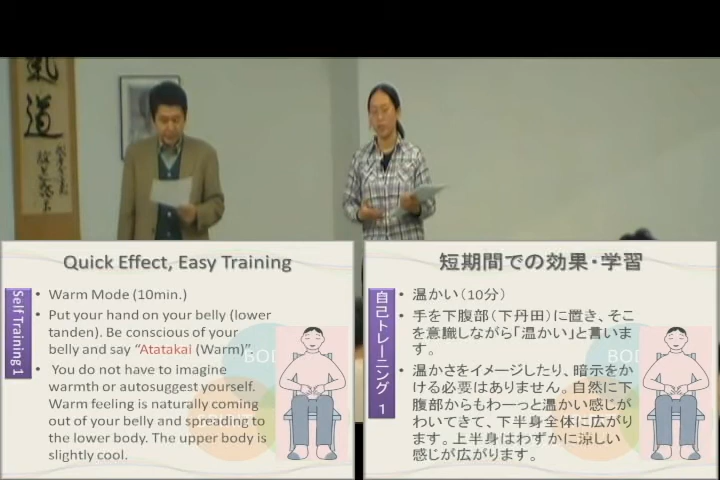 氣
道
Quick Effect, Easy Training
Self Training 1
• Warm Mode (10min.)
• Put your hand on your belly (lower
tanden). Be conscious of your
belly and say “Atatakai (Warm)”.
• You do not have to imagine
warmth or autosuggest yourself.
Warm feeling is naturally coming
out of your belly and spreading to
the lower body. The upper body is
slightly cool.
BOD
短期間での効果・学習
自己トレーニング 1
• 温かい（10分）
• 手を下腹部（下丹田）に置き、そこ
を意識しながら「温かい」と言いま
す。
• 温かさをイメージしたり、暗示をか
ける必要はありません。自然に下
腹部からもわーっと温かい感じが
わいてきて、下半身全体に広がり
ます。上半身はわずかに涼しい
感じが広がります。
BOD